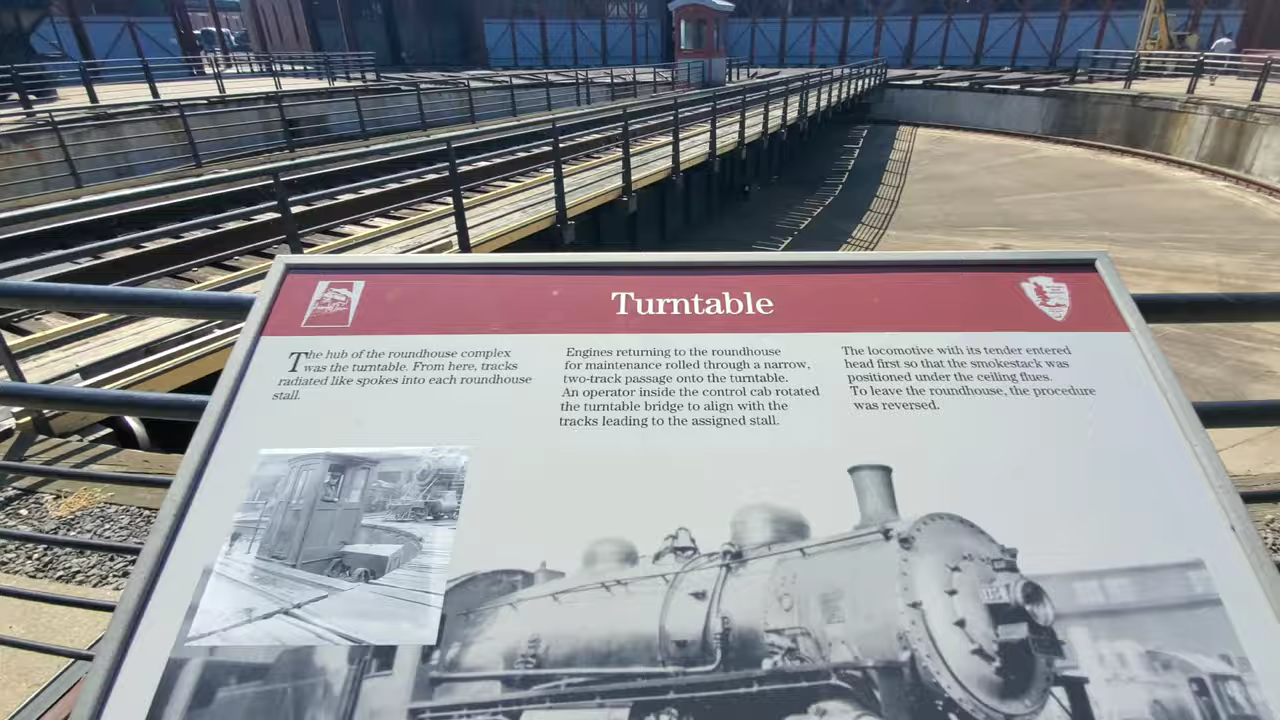 Turntable
The hub of the roundhouse complex
was the turntable. From here, tracks
radiated like spokes into each roundhouse
stall.
Engines returning to the roundhouse
for maintenance rolled through a narrow,
two-track passage onto the turntable.
An operator inside the control cab rotated
the turntable bridge to align with the
tracks leading to the assigned stall.
The locomotive with its tender entered
head first so that the smokestack was
positioned under the ceiling flues.
To leave the roundhouse, the procedure
was reversed.